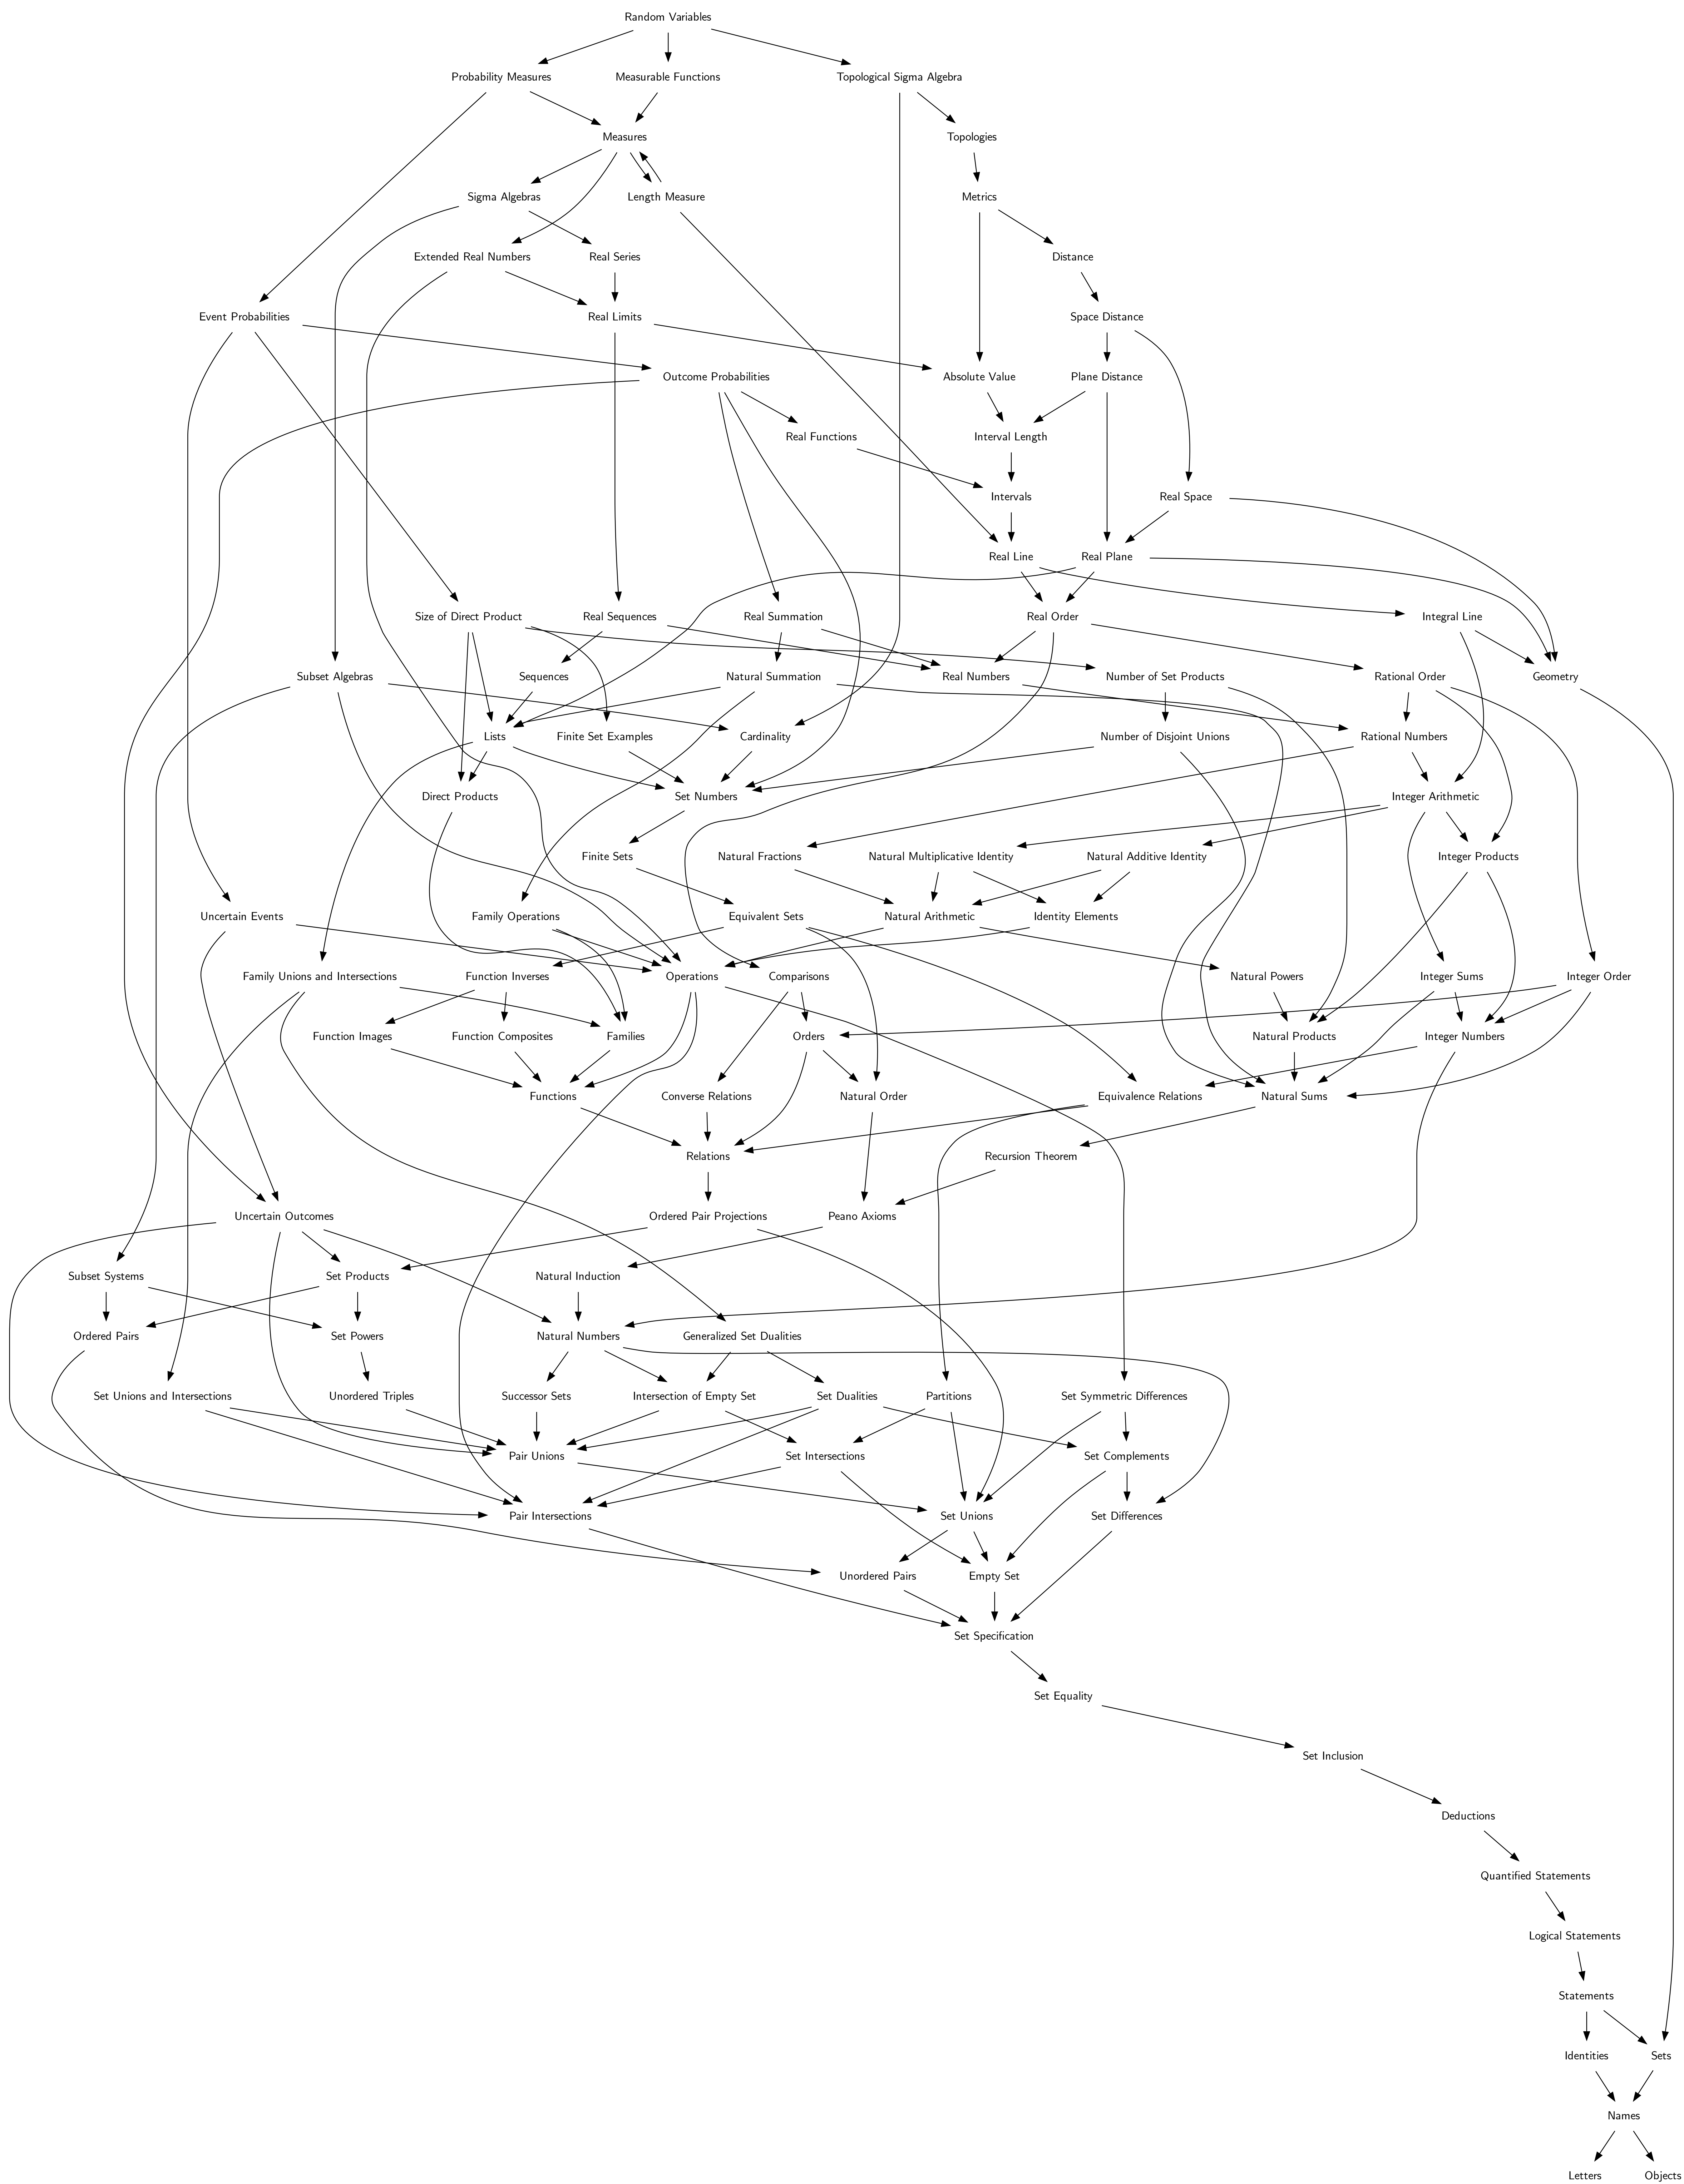 Random Variables
Probability Measures
Measurable Functions
Topological Sigma Algebra
Measures
Topologies
Sigma Algebras
Length Measure
Metrics
Extended Real Numbers
Real Series
Distance
Event Probabilities
Real Limits
Space Distance
Outcome Probabilities
Absolute Value
Plane Distance
Real Functions
Interval Length
Intervals
Real Space
Real Line
Real Plane
Size of Direct Product
Real Sequences
Real Summation
Real Order
Integral Line
Subset Algebras
Sequences
Natural Summation
Real Numbers
Number of Set Products
Rational Order
Geometry
Lists
Finite Set Examples
Cardinality
Number of Disjoint Unions
Rational Numbers
Direct Products
Set Numbers
Integer Arithmetic
Finite Sets
Natural Fractions
Natural Multiplicative Identity
Natural Additive Identity
Integer Products
Uncertain Events
Family Operations
Equivalent Sets
Natural Arithmetic
Identity Elements
Family Unions and Intersections
Function Inverses
Operations
Comparisons
Natural Powers
Integer Sums
Integer Order
Function Images
Function Composites
Families
Orders
Natural Products
Integer Numbers
Functions
Converse Relations
Natural Order
Equivalence Relations
Natural Sums
Relations
Recursion Theorem
Uncertain Outcomes
Ordered Pair Projections
Peano Axioms
Subset Systems
Set Products
Natural Induction
Ordered Pairs
Set Powers
Natural Numbers
Generalized Set Dualities
Set Unions and Intersections
Unordered Triples
Successor Sets
Intersection of Empty Set
Set Dualities
Partitions
Set Symmetric Differences
Pair Unions
Set Intersections
Set Complements
Pair Intersections
Set Unions
Set Differences
Unordered Pairs
Empty Set
Set Specification
Set Equality
Set Inclusion
Deductions
Quantified Statements
Logical Statements
Statements
Identities
Sets
Names
Letters
Objects